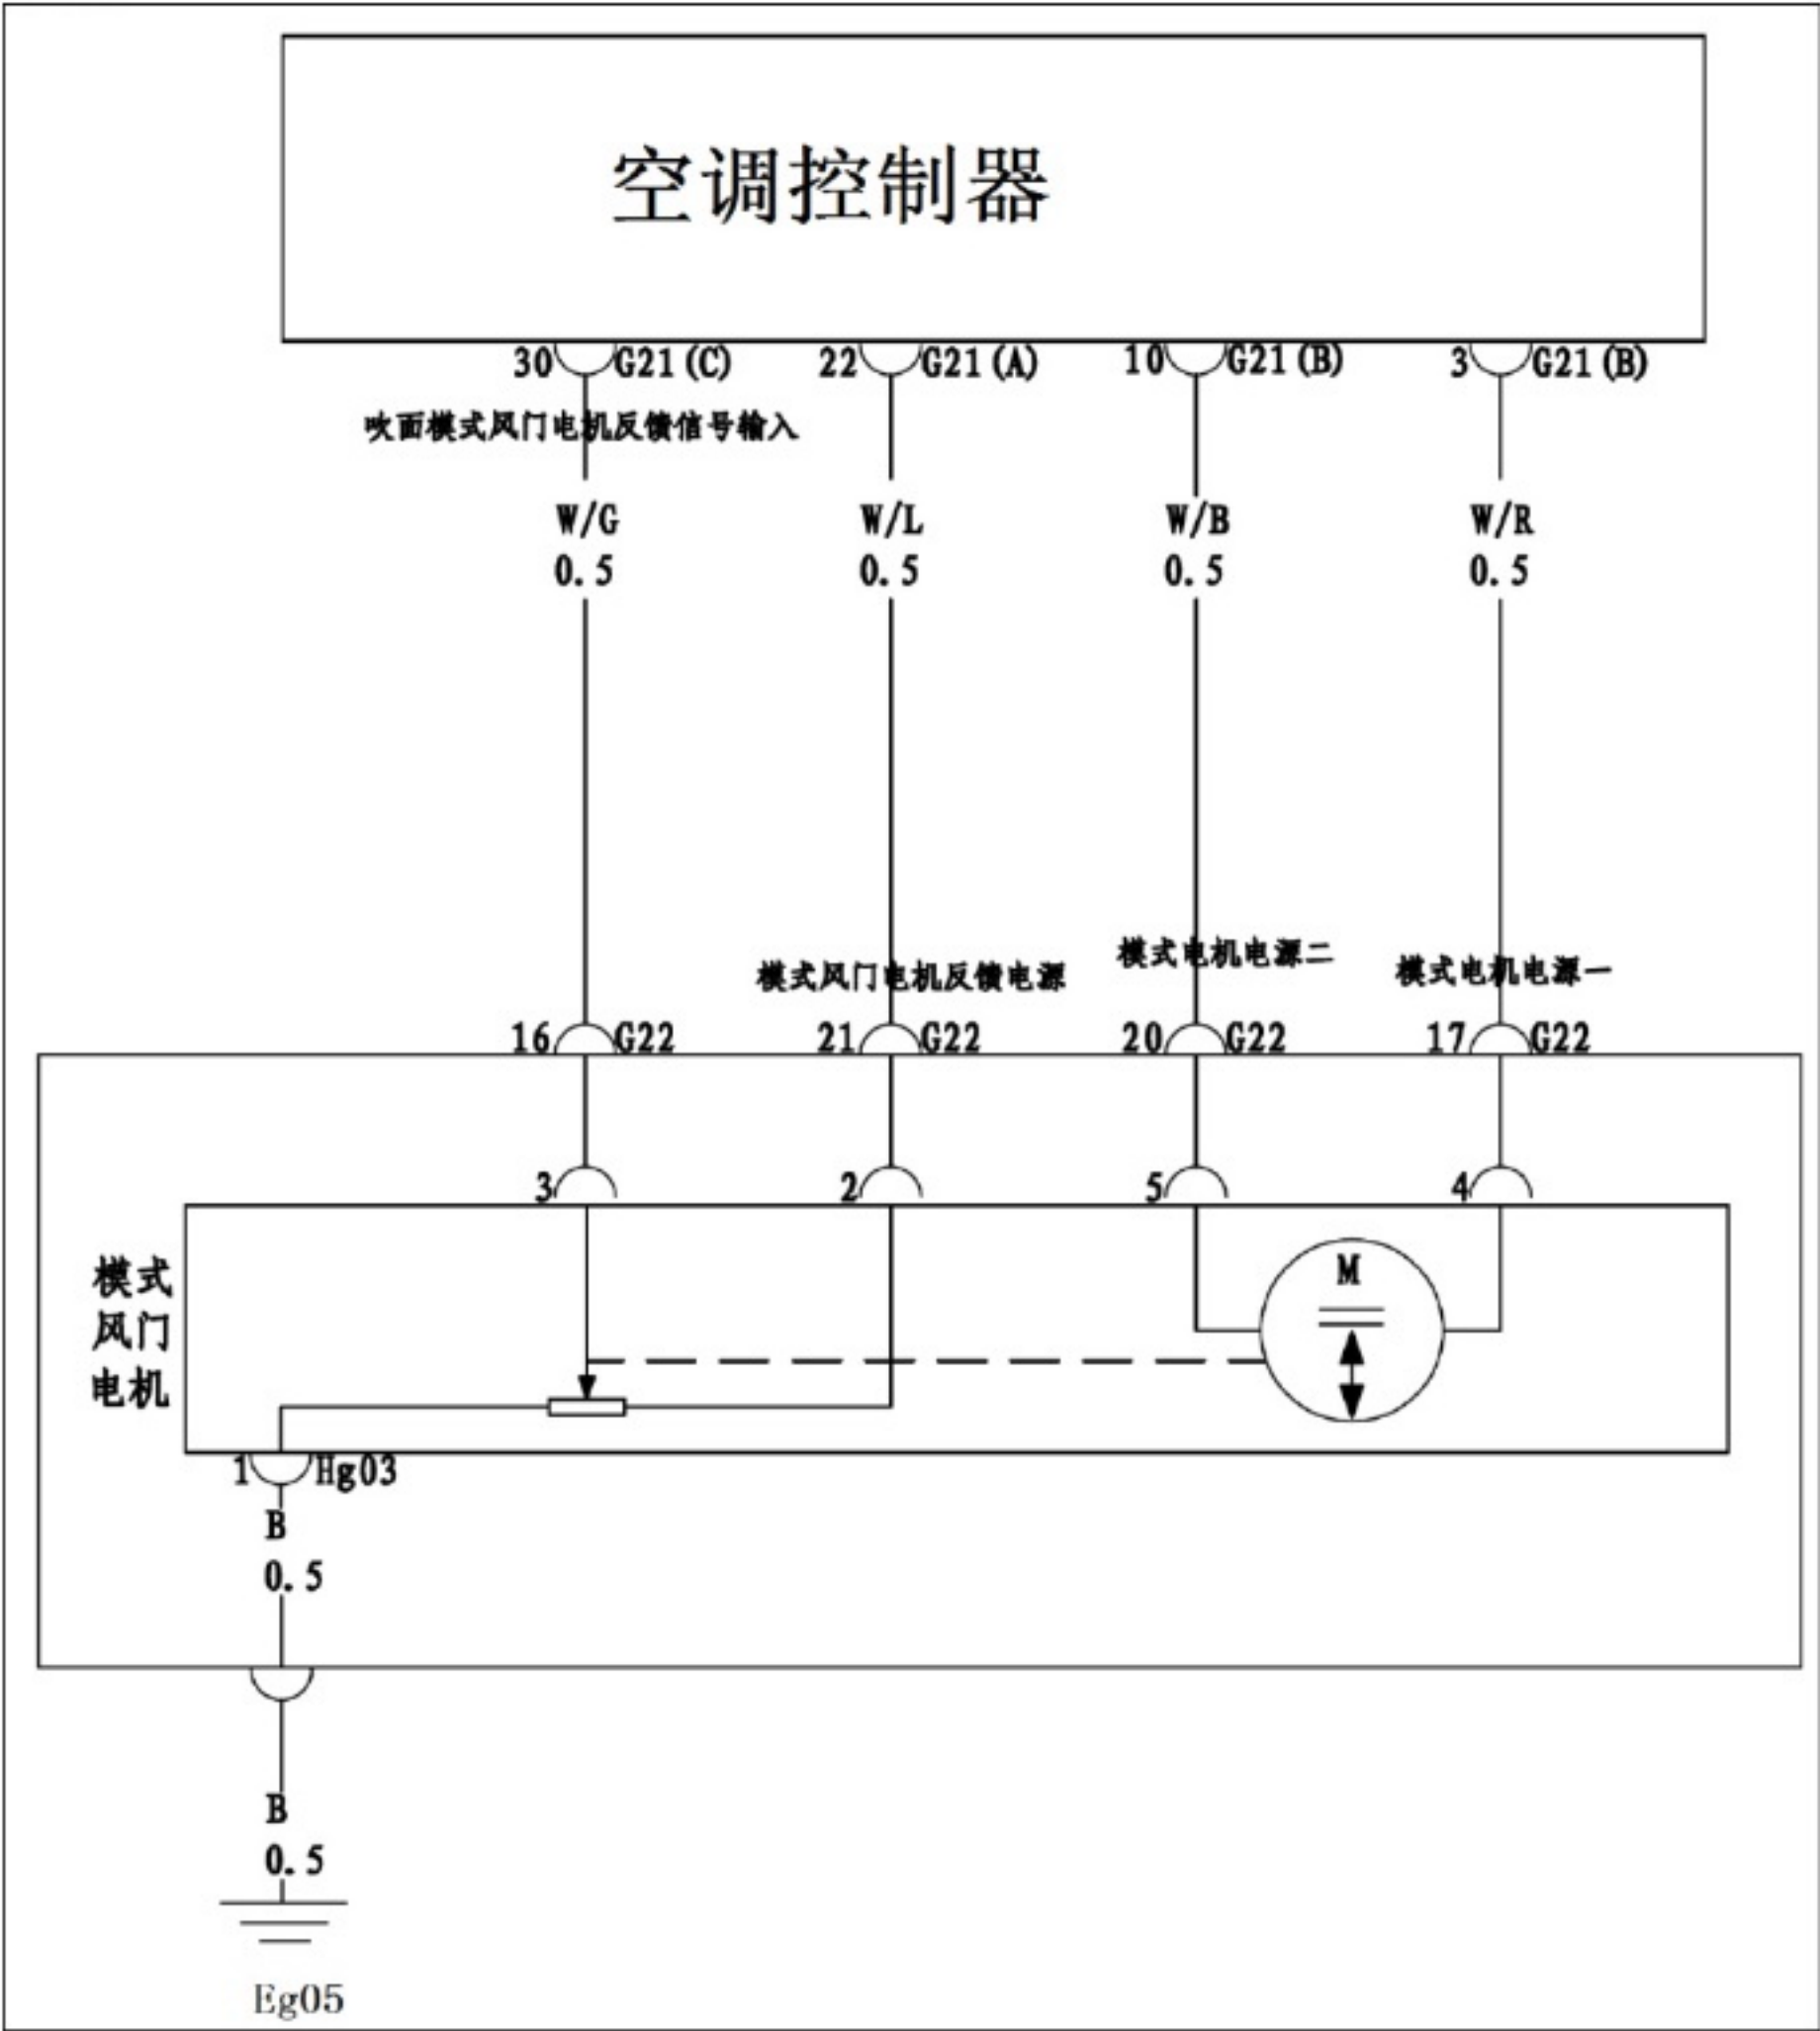 空调控制器
30 G21(C) 22 G21(A) 10 G21(B) 3 G21(B)
吹面模式风门电机反馈信号输入
W/G W/L W/B W/R
0.5 0.5 0.5 0.5
模式风门电机反馈电源 模式电机电源二 模式电机电源一
16 G22 21 G22 20 G22 17 G22
3 2 5 4
M
模式
风门
电机
1 Hg03
B
0.5
B
0.5
Eg05